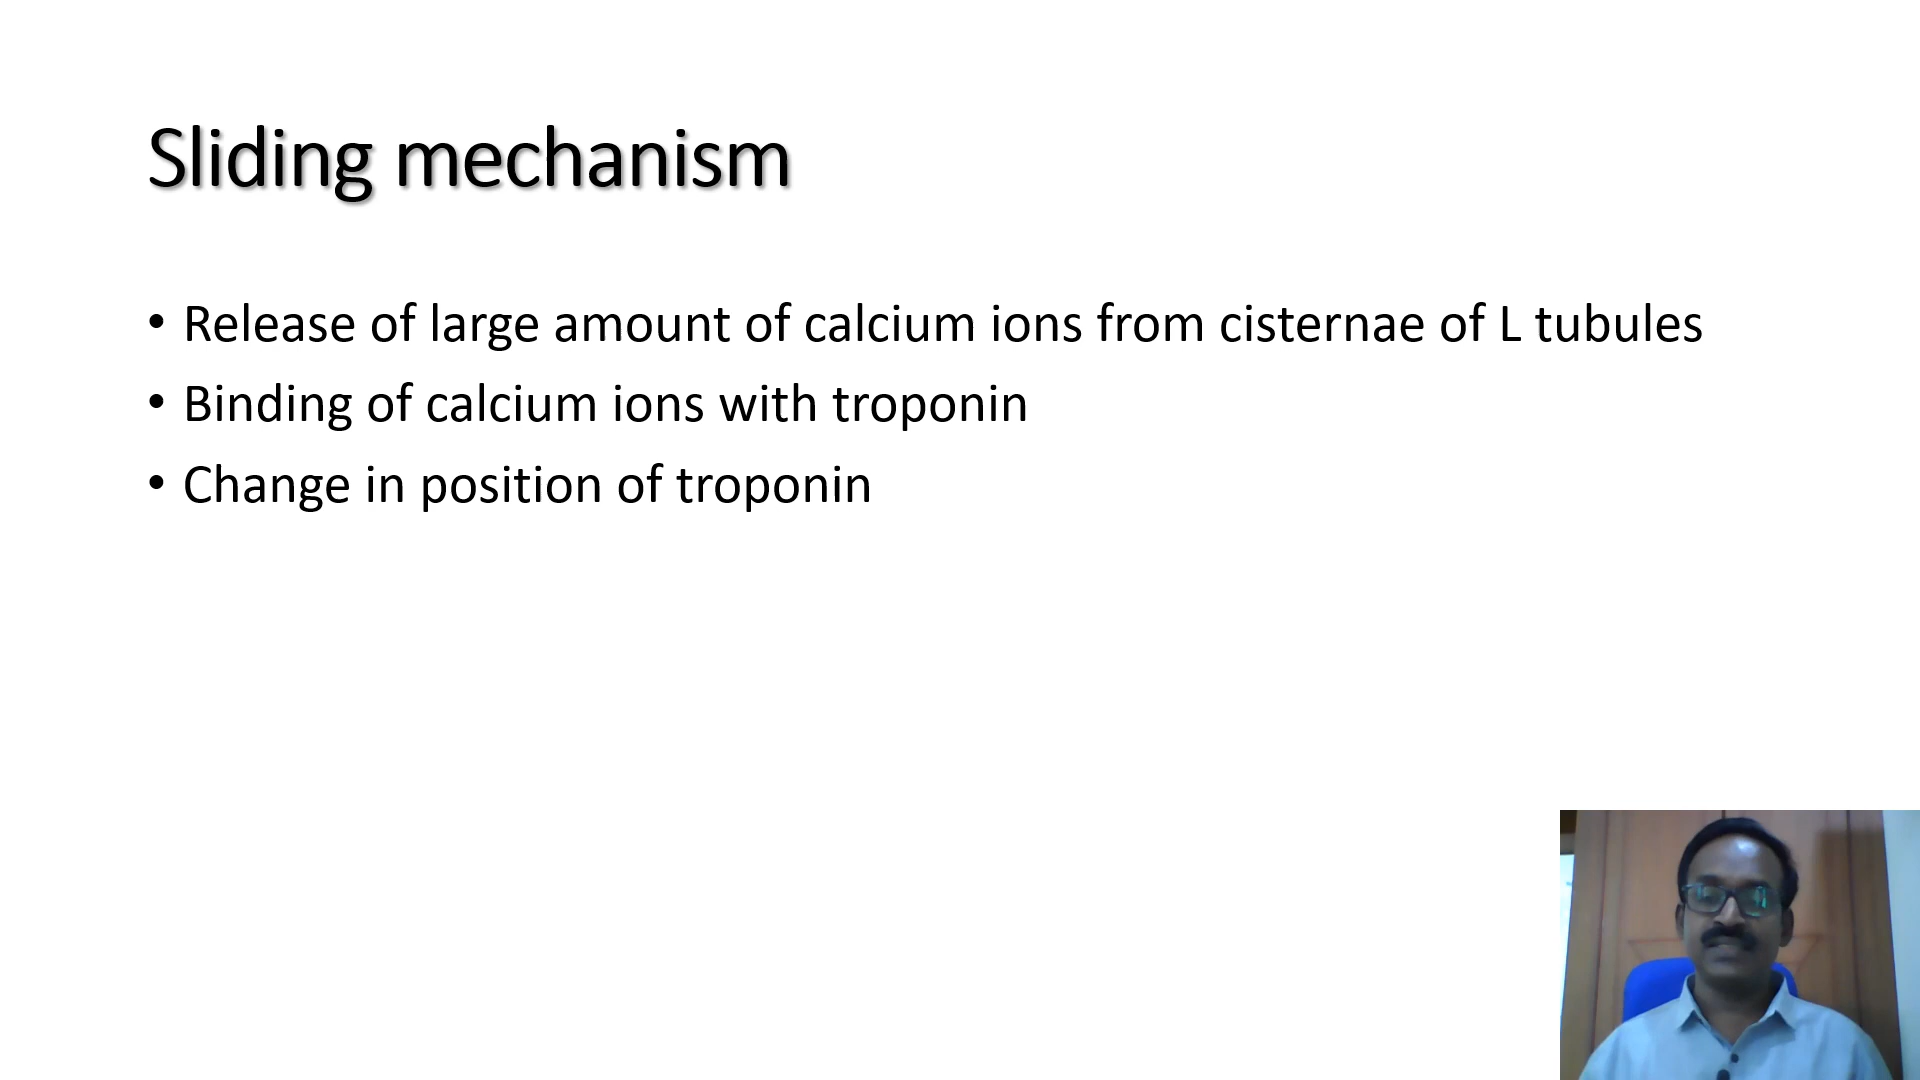 Sliding mechanism
• Release of large amount of calcium ions from cisternae of L tubules
• Binding of calcium ions with troponin
• Change in position of troponin